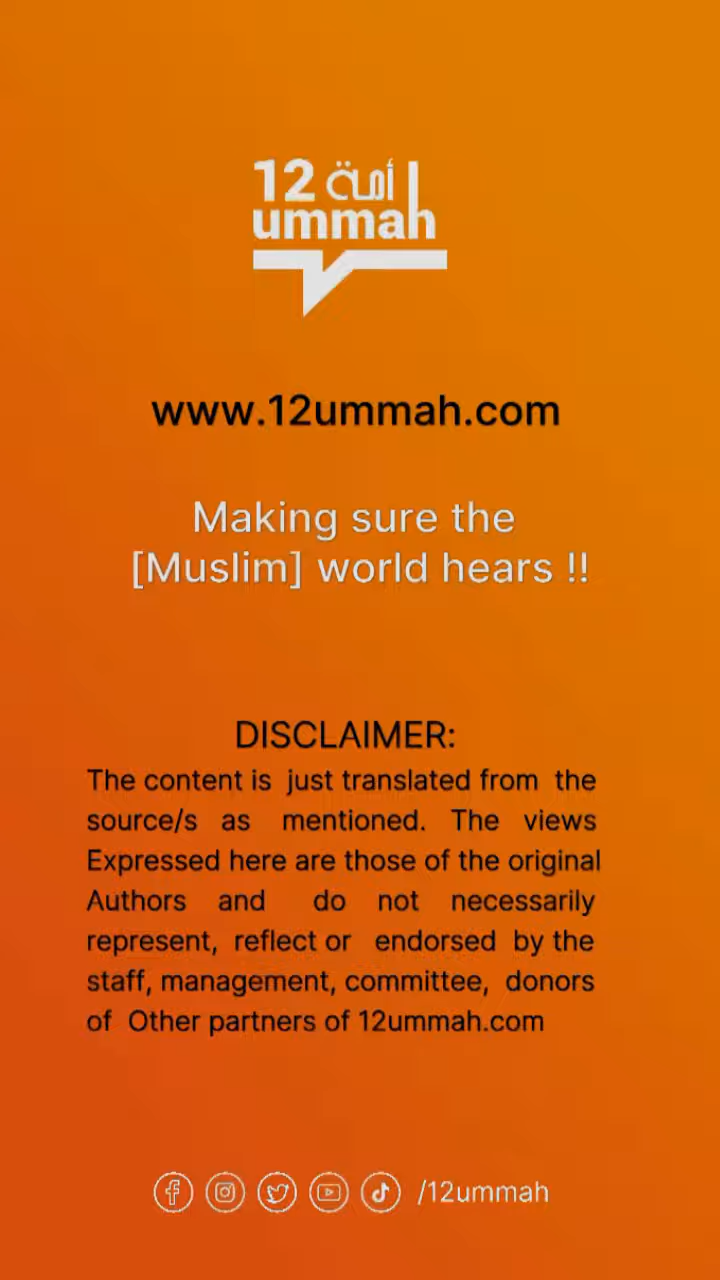 12 أمة
ummah
www.12ummah.com
Making sure the
[Muslim] world hears !!
DISCLAIMER:
The content is just translated from the
source/s as mentioned. The views
Expressed here are those of the original
Authors and do not necessarily
represent, reflect or endorsed by the
staff, management, committee, donors
of Other partners of 12ummah.com
/12ummah